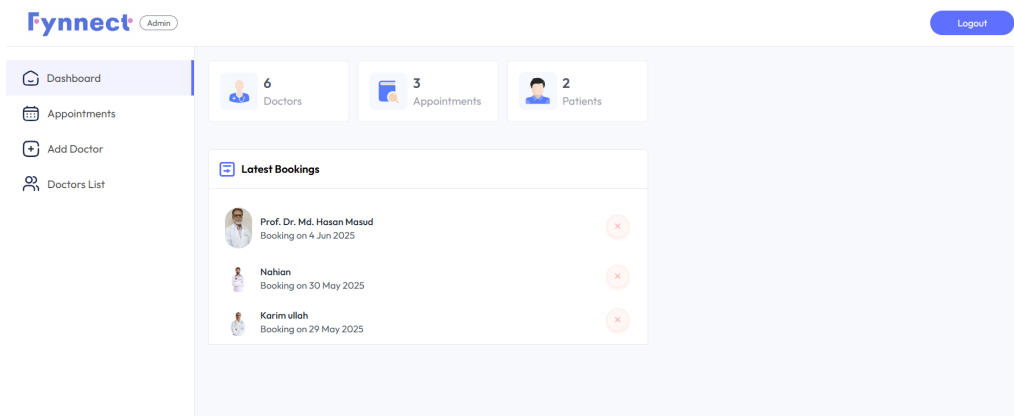 Fynnect Admin Logout
Dashboard
Appointments
Add Doctor
Doctors List
6
Doctors
3
Appointments
2
Patients
Latest Bookings
Prof. Dr. Md. Hasan Masud
Booking on 4 Jun 2025
Nahian
Booking on 30 May 2025
Karim ullah
Booking on 29 May 2025